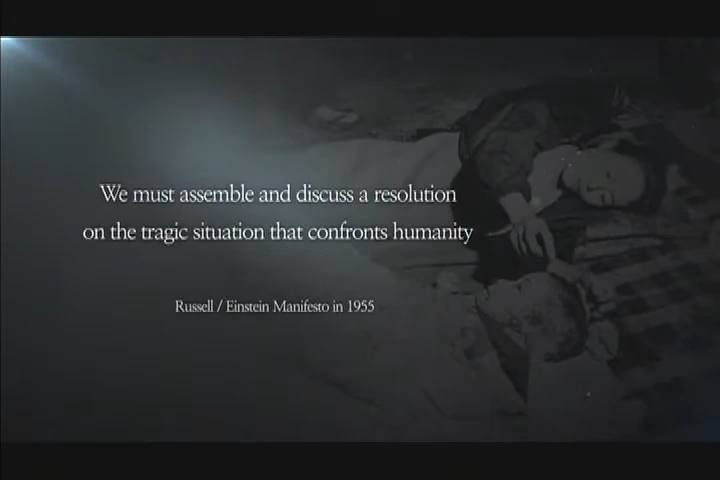 We must assemble and discuss a resolution
on the tragic situation that confronts humanity
Russell / Einstein Manifesto in 1955